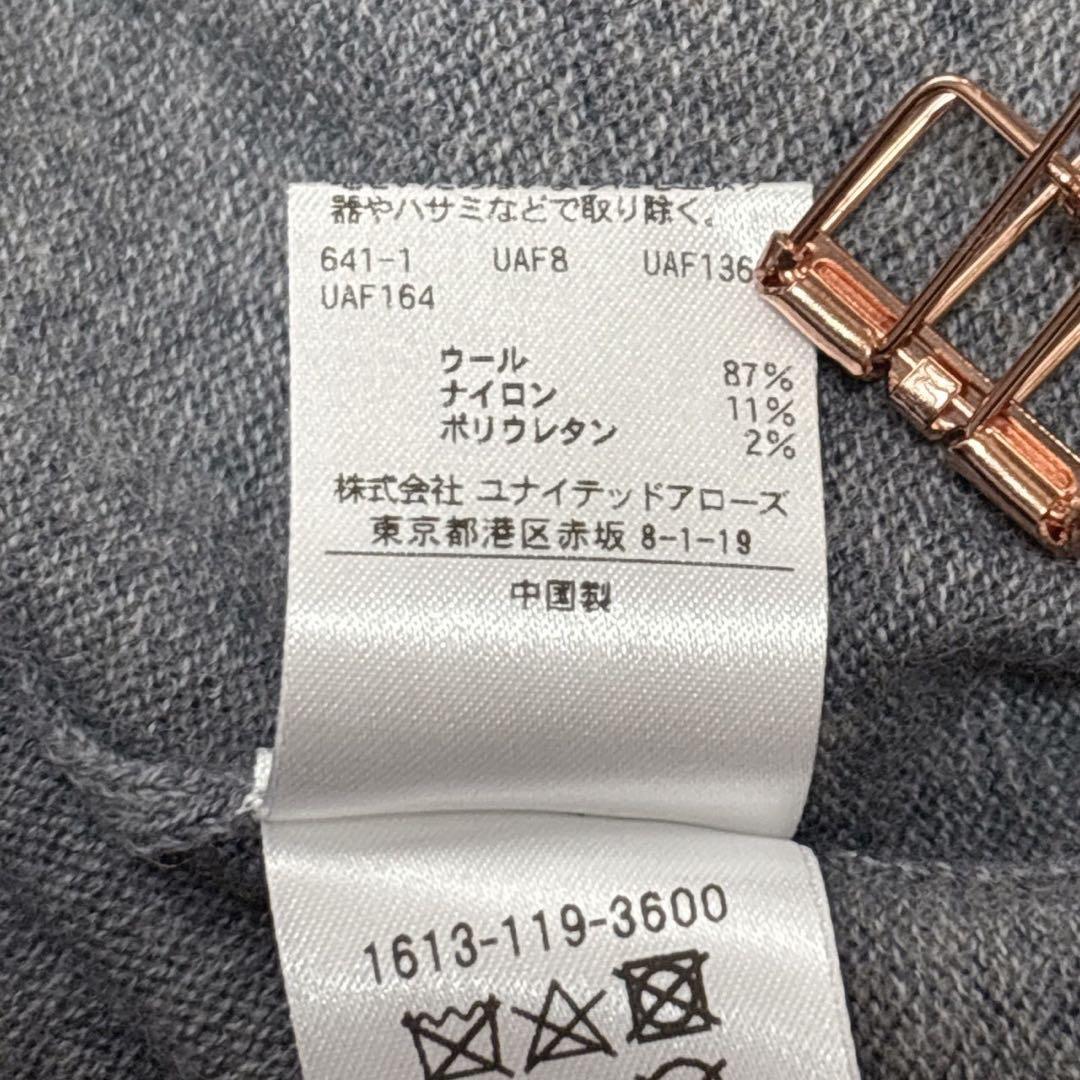 器やハサミなどで取り除く。
641-1 UAF8 UAF136
UAF164
ウール 87%
ナイロン 11%
ポリウレタン 2%
株式会社 ユナイテッドアローズ
東京都港区赤坂 8-1-19
中国製
1613-119-3600